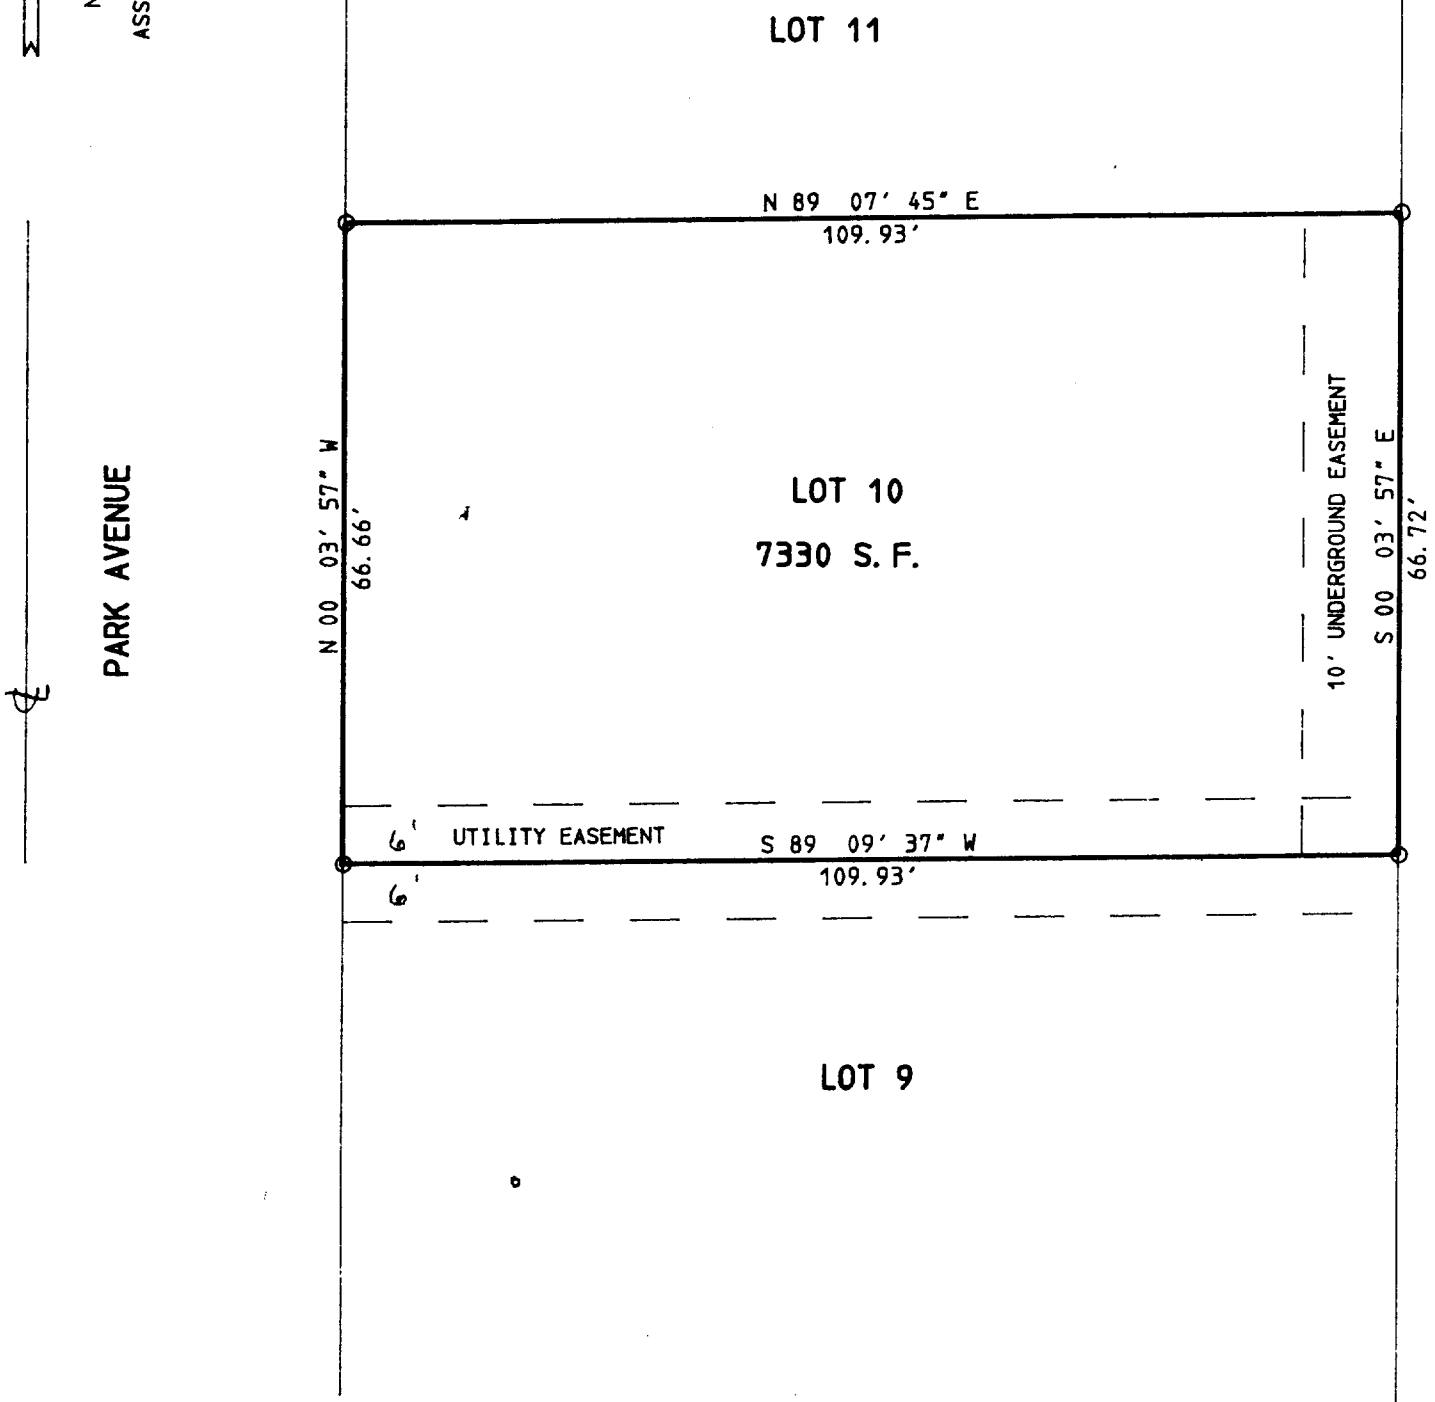 N
ASS
LOT 11
N 89 07' 45" E
109.93'
PARK AVENUE
N 00 03' 57" W
66.66'
LOT 10
7330 S.F.
10' UNDERGROUND EASEMENT
S 00 03' 57" E
66.72'
6' UTILITY EASEMENT
S 89 09' 37" W
109.93'
6'
LOT 9